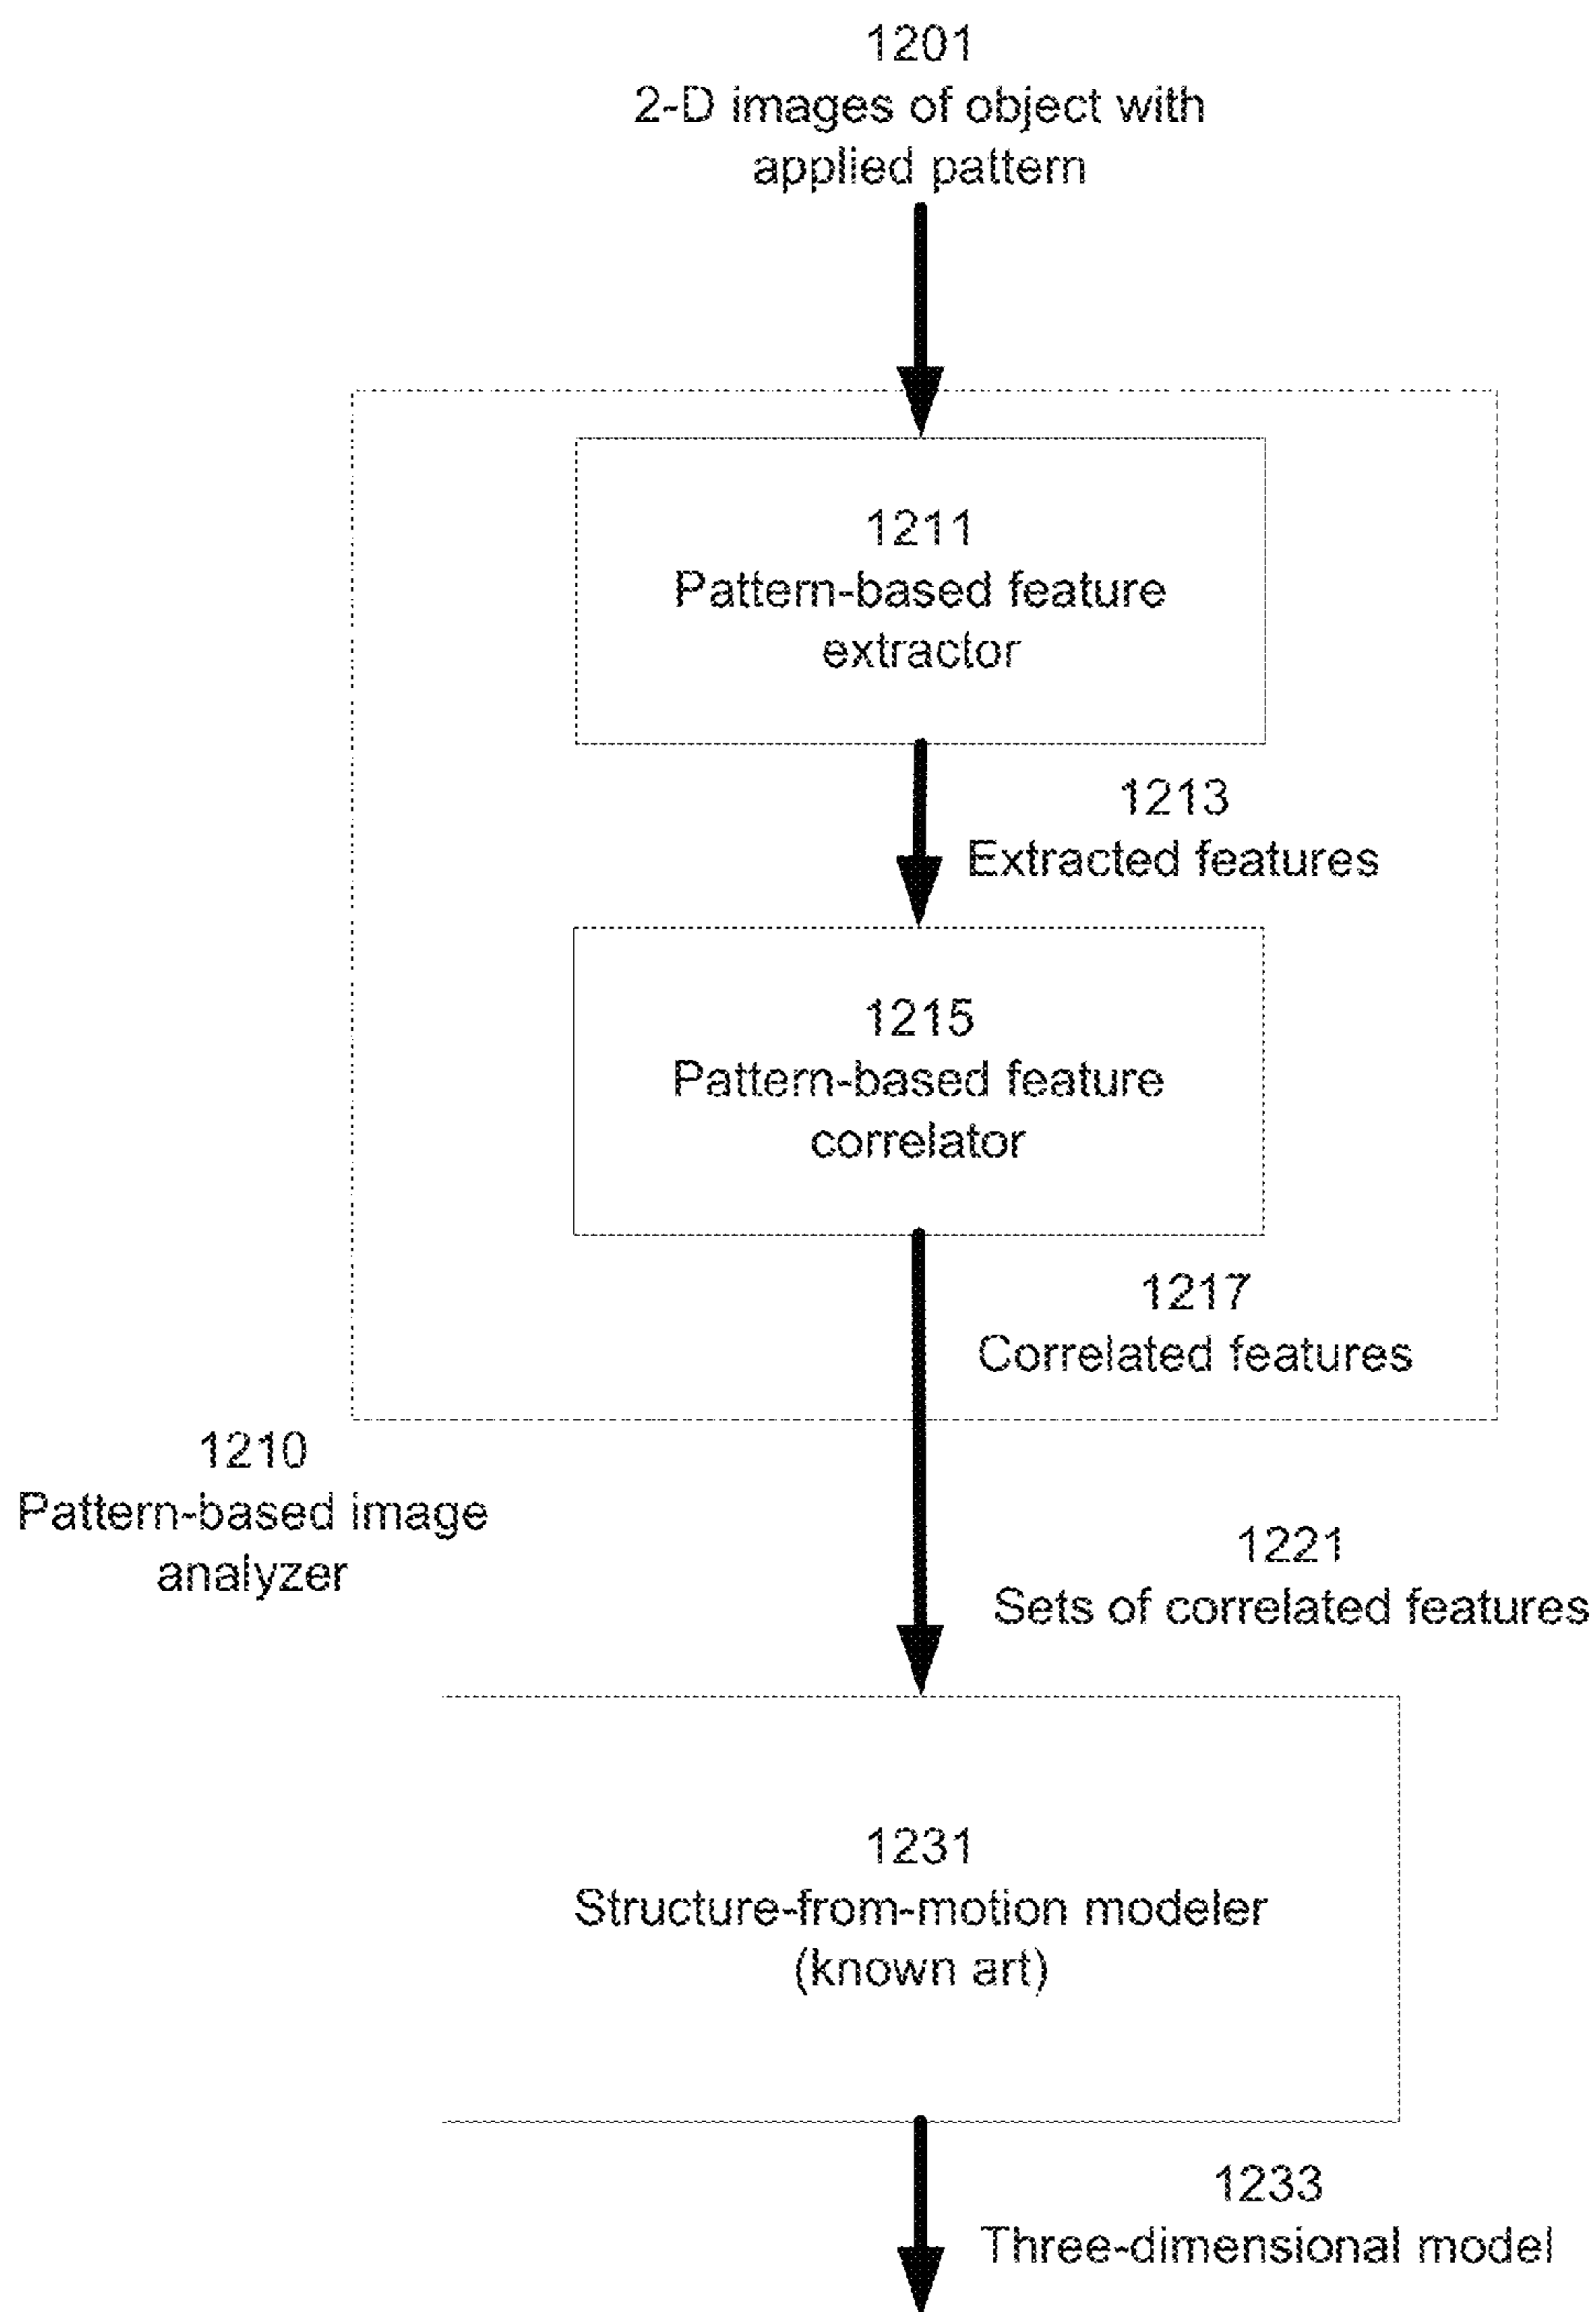 1201
2-D images of object with
applied pattern
1211
Pattern-based feature
extractor
1213
Extracted features
1215
Pattern-based feature
correlator
1217
Correlated features
1210
Pattern-based image
analyzer
1221
Sets of correlated features
1231
Structure-from-motion modeler
(known art)
1233
Three-dimensional model